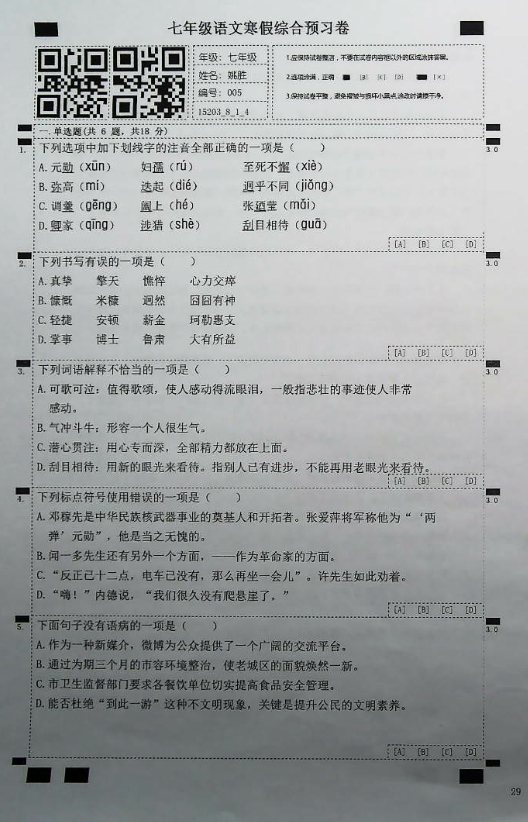 七年级语文寒假综合预习卷
年级: 七年级
姓名: 姚胜
编号: 005
15203_8_1_4
1.应保持试卷整洁，不要在试卷内容框以外的区域涂抹答案。
2.选项涂满，正确 ■ [B] [C] [D] ■ [×]
3.保持试卷平整，避免褶皱与损坏小黑点,涂改时请擦干净。
一.单选题(共 6 题, 共18 分)
1. 下列选项中加下划线字的注音全部正确的一项是（ ） 3.0
A. 元勋（xūn） 妇孺（rú） 至死不懈（xiè）
B. 弥高（mí） 迭起（dié） 迥乎不同（jiǒng）
C. 调羹（gēng） 阖上（hé） 张遒莹（mǎi）
D. 卿家（qīng） 涉猎（shè） 刮目相待（guā）
[A] [B] [C] [D]
2. 下列书写有误的一项是（ ） 3.0
A. 真挚 擎天 憔悴 心力交瘁
B. 慷慨 米糠 迥然 囧囧有神
C. 轻捷 安顿 薪金 珂勒惠支
D. 掌事 博士 鲁肃 大有所益
[A] [B] [C] [D]
3. 下列词语解释不恰当的一项是（ ） 3.0
A. 可歌可泣: 值得歌颂, 使人感动得流眼泪, 一般指悲壮的事迹使人非常
感动。
B. 气冲斗牛: 形容一个人很生气。
C. 潜心贯注: 用心专而深, 全部精力都放在上面。
D. 刮目相待: 用新的眼光来看待。指别人已有进步, 不能再用老眼光来看待。
[A] [B] [C] [D]
4. 下列标点符号使用错误的一项是（ ） 3.0
A. 邓稼先是中华民族核武器事业的奠基人和开拓者。张爱萍将军称他为“‘两
弹’元勋”, 他是当之无愧的。
B. 闻一多先生还有另外一个方面, ——作为革命家的方面。
C. “反正已十二点, 电车已没有, 那么再坐一会儿”。许先生如此劝着。
D. “嗨！”内德说, “我们很久没有爬悬崖了。”
[A] [B] [C] [D]
5. 下面句子没有语病的一项是（ ） 3.0
A. 作为一种新媒介, 微博为公众提供了一个广阔的交流平台。
B. 通过为期三个月的市容环境整治, 使老城区的面貌焕然一新。
C. 市卫生监督部门要求各餐饮单位切实提高食品安全管理。
D. 能否杜绝“到此一游”这种不文明现象, 关键是提升公民的文明素养。
[A] [B] [C] [D]
29